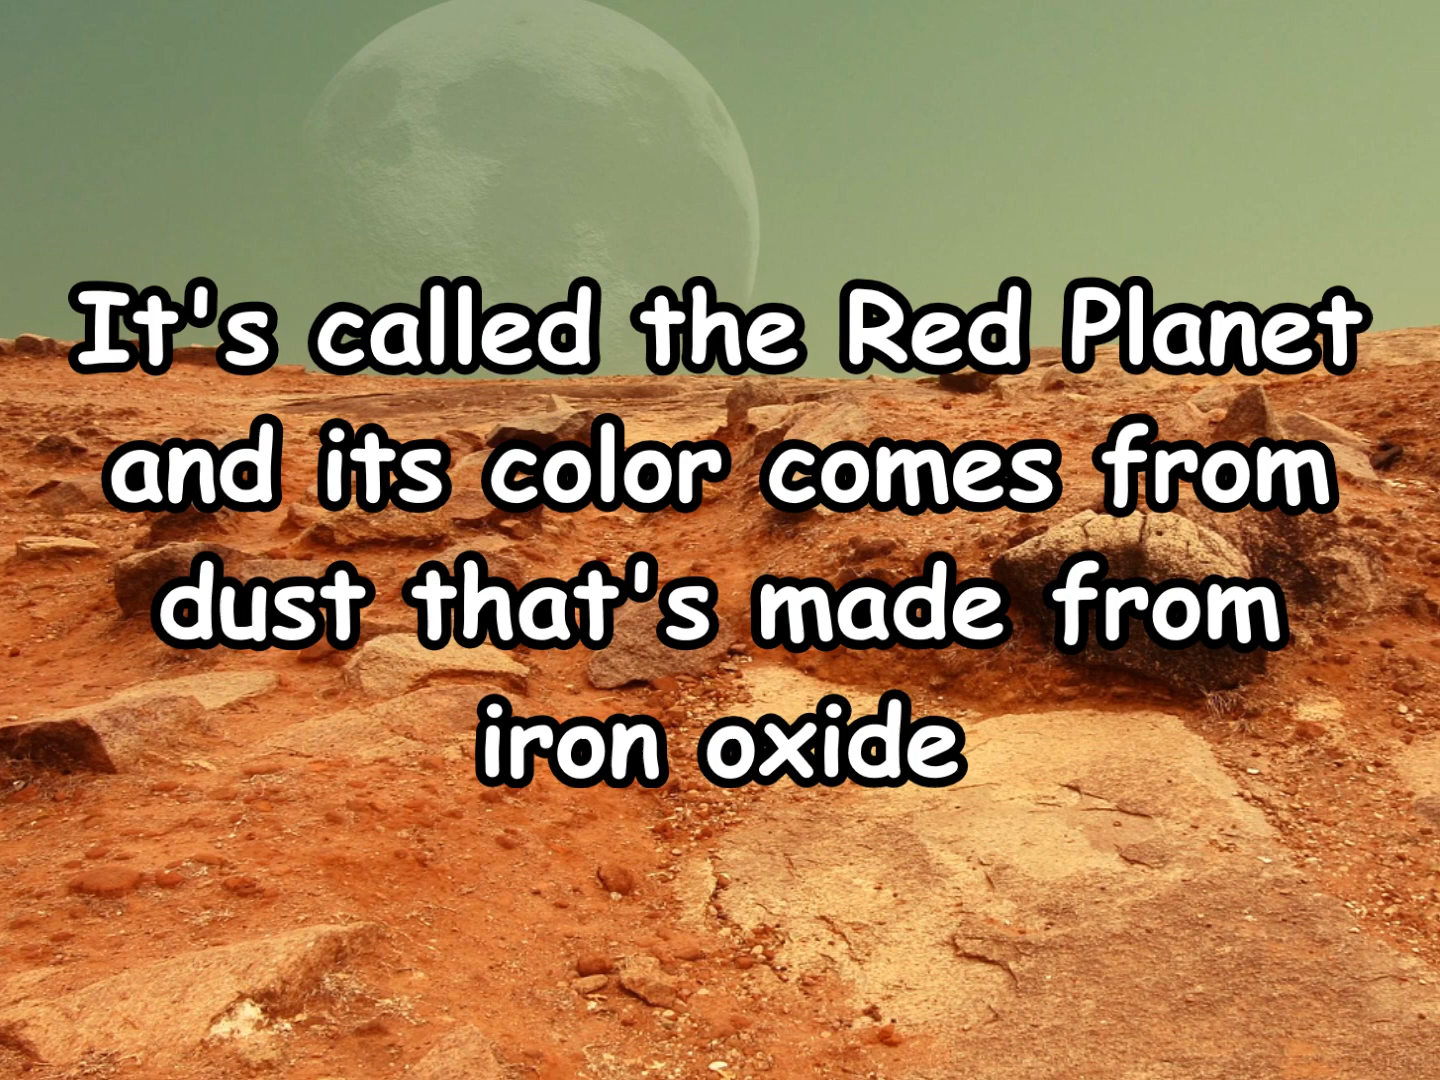 It's called the Red Planet
and its color comes from
dust that's made from
iron oxide